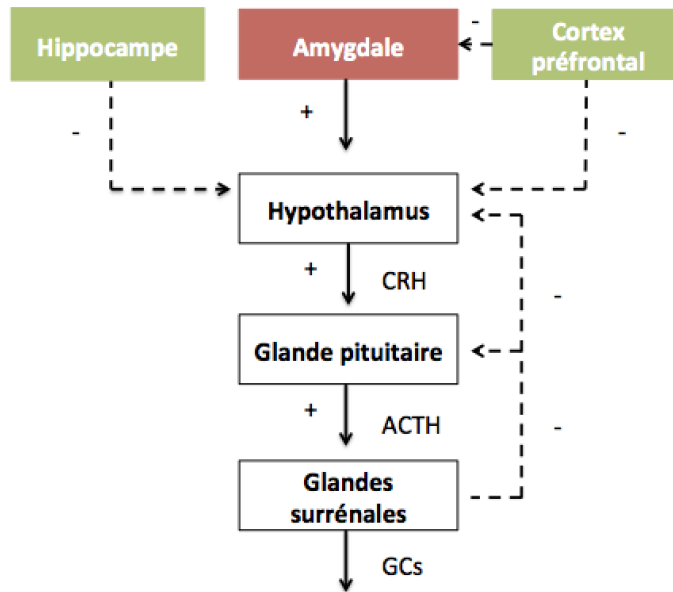 Hippocampe
Amygdale
-
Cortex
préfrontal
+
-
-
Hypothalamus
+
CRH
-
Glande pituitaire
+
ACTH
-
Glandes
surrénales
GCs